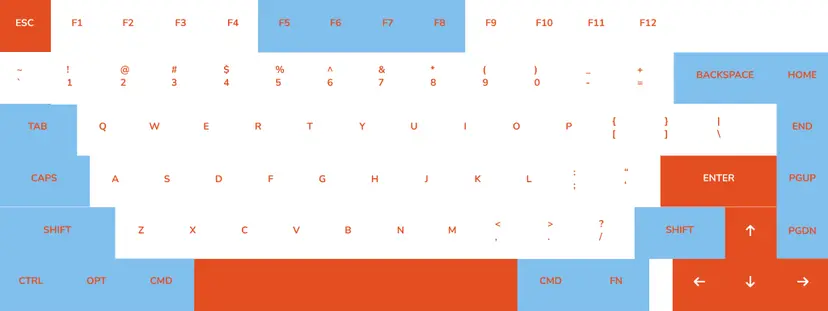 ESC F1 F2 F3 F4 F5 F6 F7 F8 F9 F10 F11 F12
~ ! @ # $ % ^ & * ( ) _ +
` 1 2 3 4 5 6 7 8 9 0 - = BACKSPACE HOME
TAB Q W E R T Y U I O P { } | END
[ ] \
CAPS A S D F G H J K L : " ENTER PGUP
; '
SHIFT Z X C V B N M < > ? SHIFT ↑ PGDN
, . /
CTRL OPT CMD CMD FN ← ↓ →